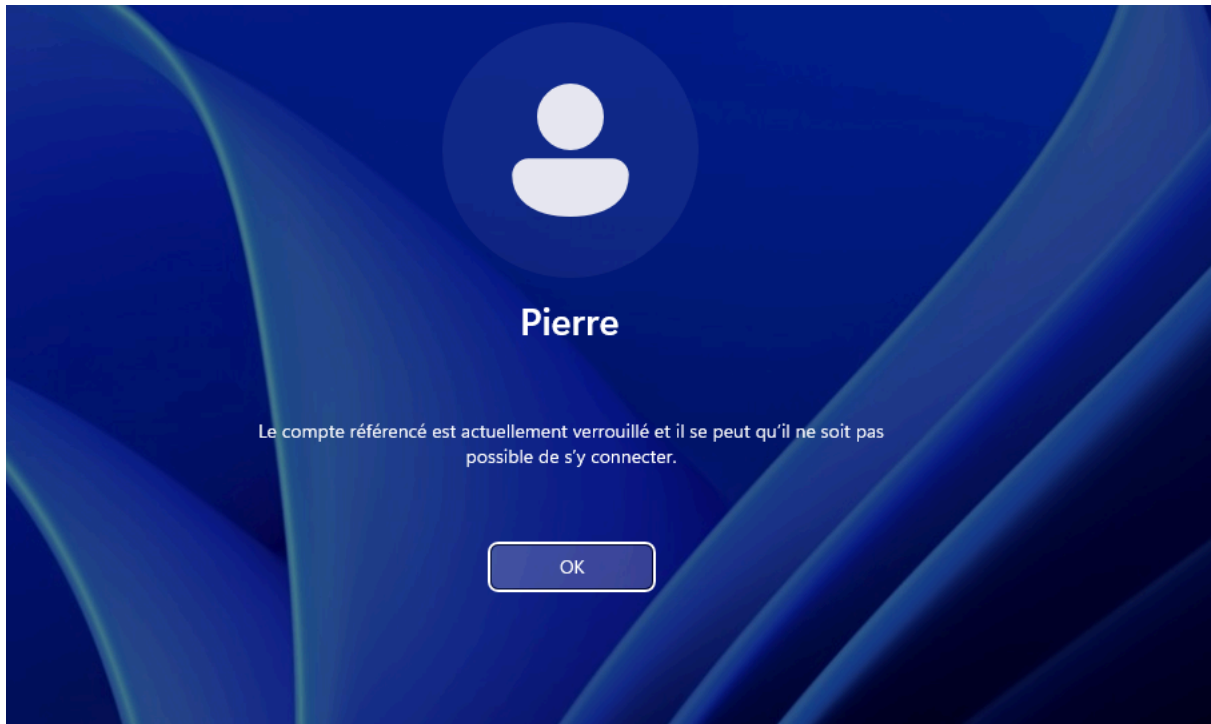 Pierre
Le compte référencé est actuellement verrouillé et il se peut qu'il ne soit pas
possible de s'y connecter.
OK